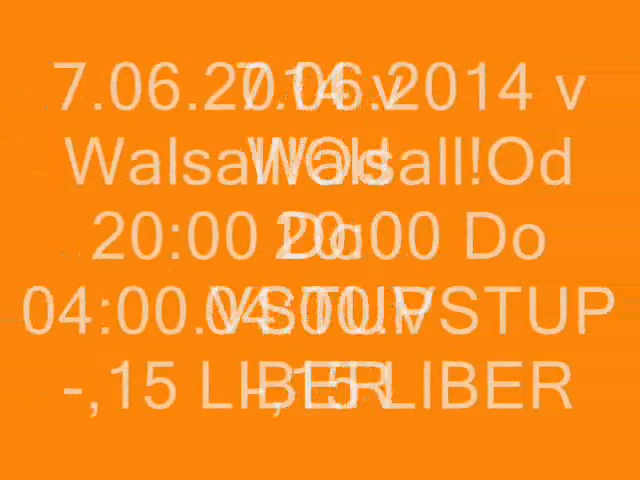 7.06.2014 v
Walsall!Od
20:00 Do
04:00.VSTUP
-,15 LIBER